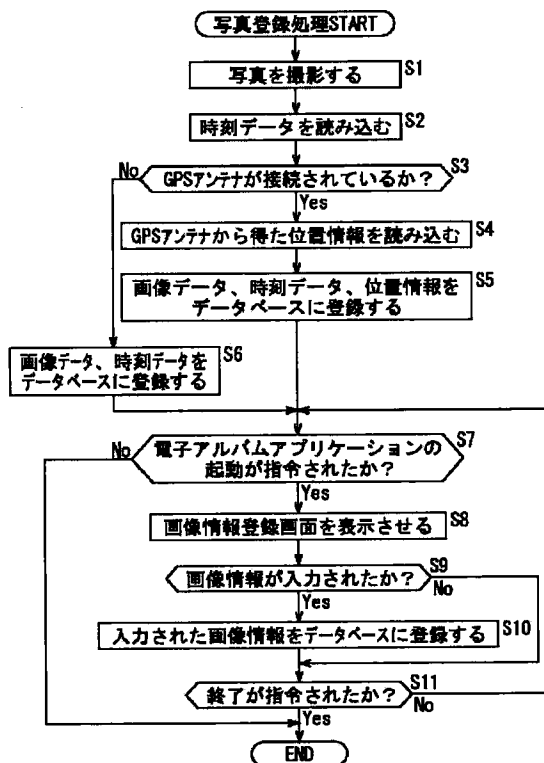 写真登録処理START
写真を撮影する
S1
時刻データを読み込む
S2
No
GPSアンテナが接続されているか？
S3
Yes
GPSアンテナから得た位置情報を読み込む
S4
画像データ、時刻データ、位置情報を
データベースに登録する
S5
画像データ、時刻データを
データベースに登録する
S6
No
電子アルバムアプリケーションの
起動が指令されたか？
S7
Yes
画像情報登録画面を表示させる
S8
画像情報が入力されたか？
S9
No
Yes
入力された画像情報をデータベースに登録する
S10
終了が指令されたか？
S11
No
Yes
END